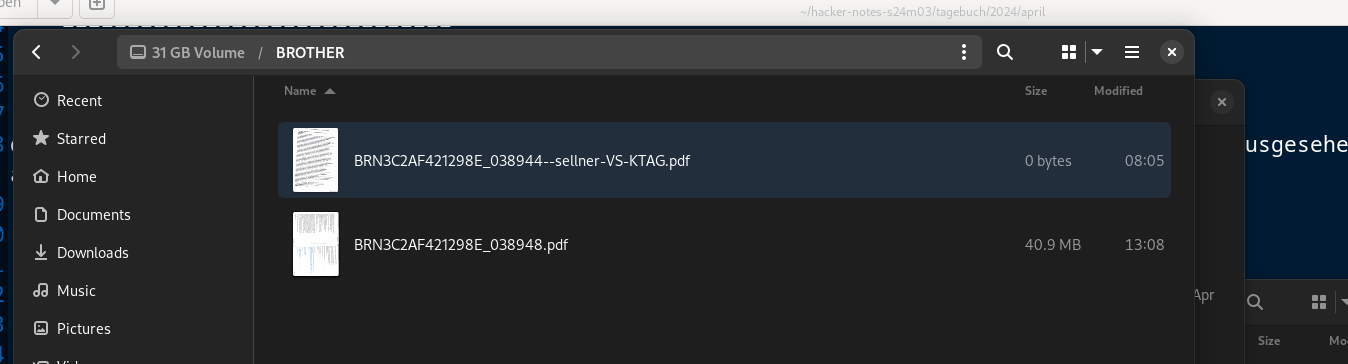 ~/hacker-notes-s24m03/tagebuch/2024/april
31 GB Volume / BROTHER
Name Size Modified
Recent
Starred
Home
Documents
Downloads
Music
Pictures
BRN3C2AF421298E_038944--sellner-VS-KTAG.pdf 0 bytes 08:05
BRN3C2AF421298E_038948.pdf 40.9 MB 13:08
usgesehe
Apr
Size Mo